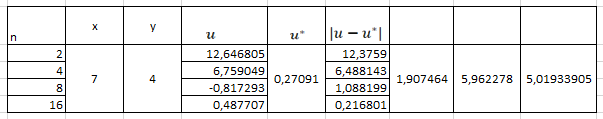 n x y u u* |u − u*|
2 7 4 12,646805 0,27091 12,3759 1,907464 5,962278 5,01933905
4 6,759049 6,488143
8 -0,817293 1,088199
16 0,487707 0,216801